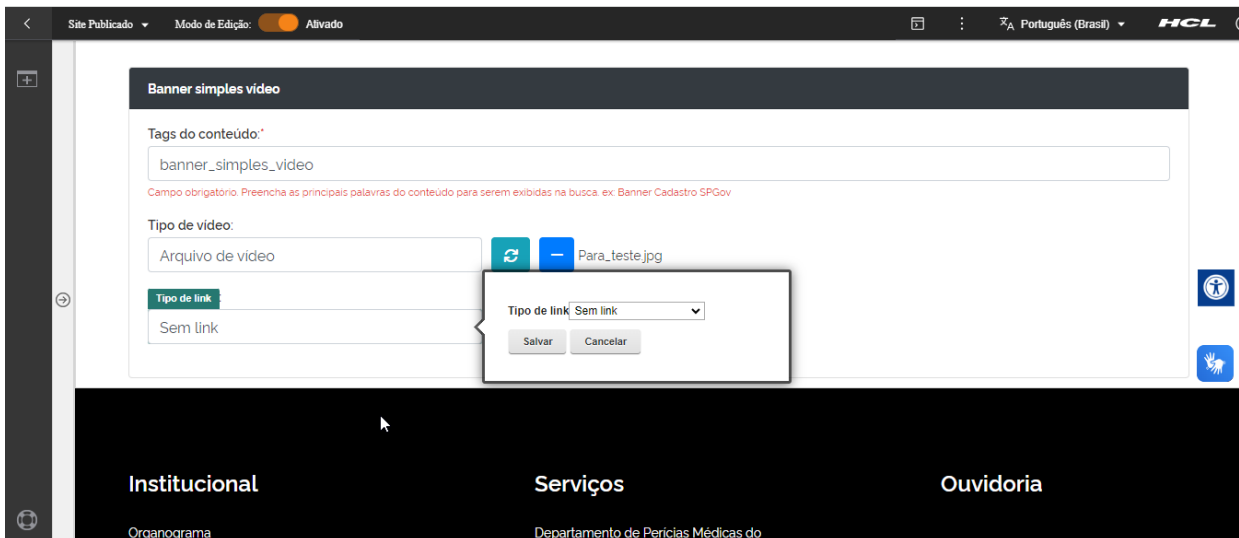 Site Publicado Modo de Edição: Ativado Português (Brasil) HCL
Banner simples vídeo
Tags do conteúdo:*
banner_simples_video
Campo obrigatório. Preencha as principais palavras do conteúdo para serem exibidas na busca. ex: Banner Cadastro SPGov
Tipo de vídeo:
Arquivo de vídeo Para_teste.jpg
Tipo de link
Sem link
Tipo de link Sem link
Salvar Cancelar
Institucional Serviços Ouvidoria
Organograma Departamento de Perícias Médicas do